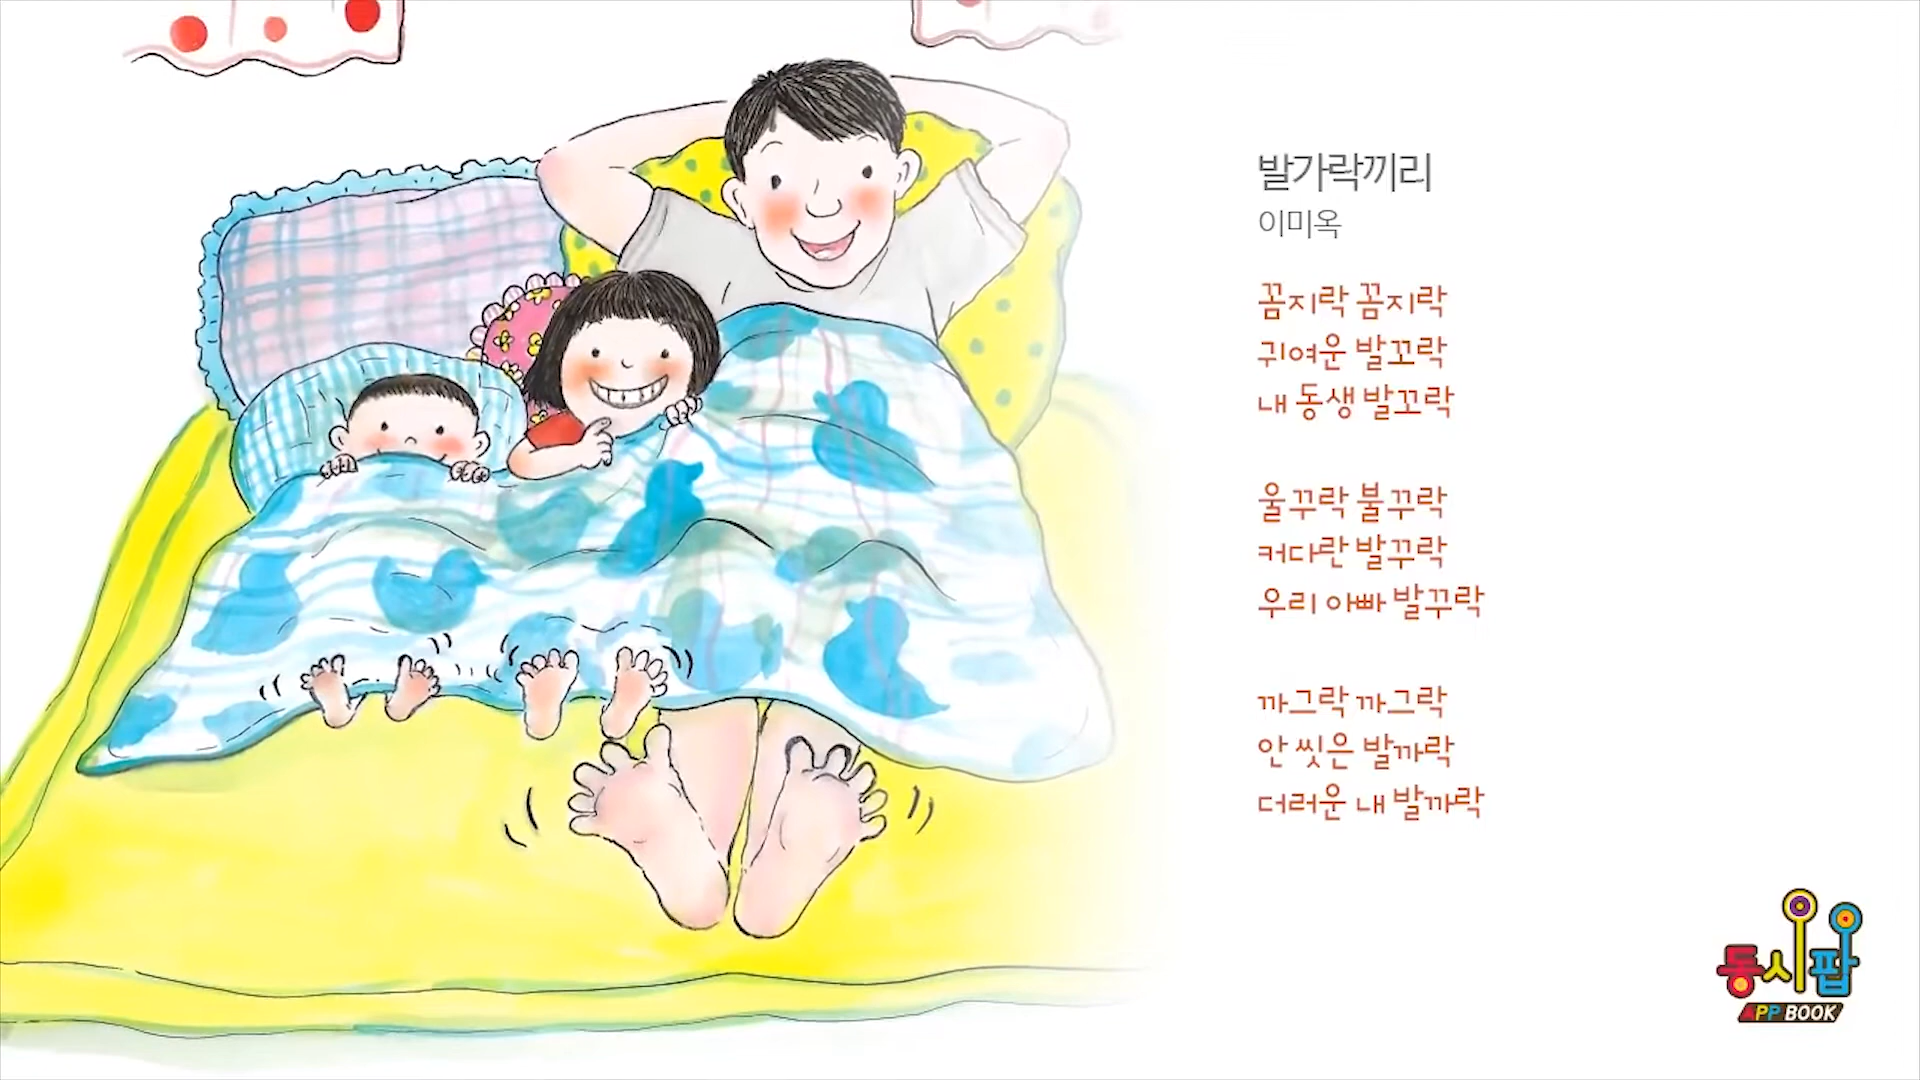 발가락끼리
이미옥
꼼지락 꼼지락
귀여운 발꼬락
내 동생 발꼬락
울꾸락 불꾸락
커다란 발꾸락
우리 아빠 발꾸락
까그락 까그락
안 씻은 발까락
더러운 내 발까락
동시팝
APP BOOK